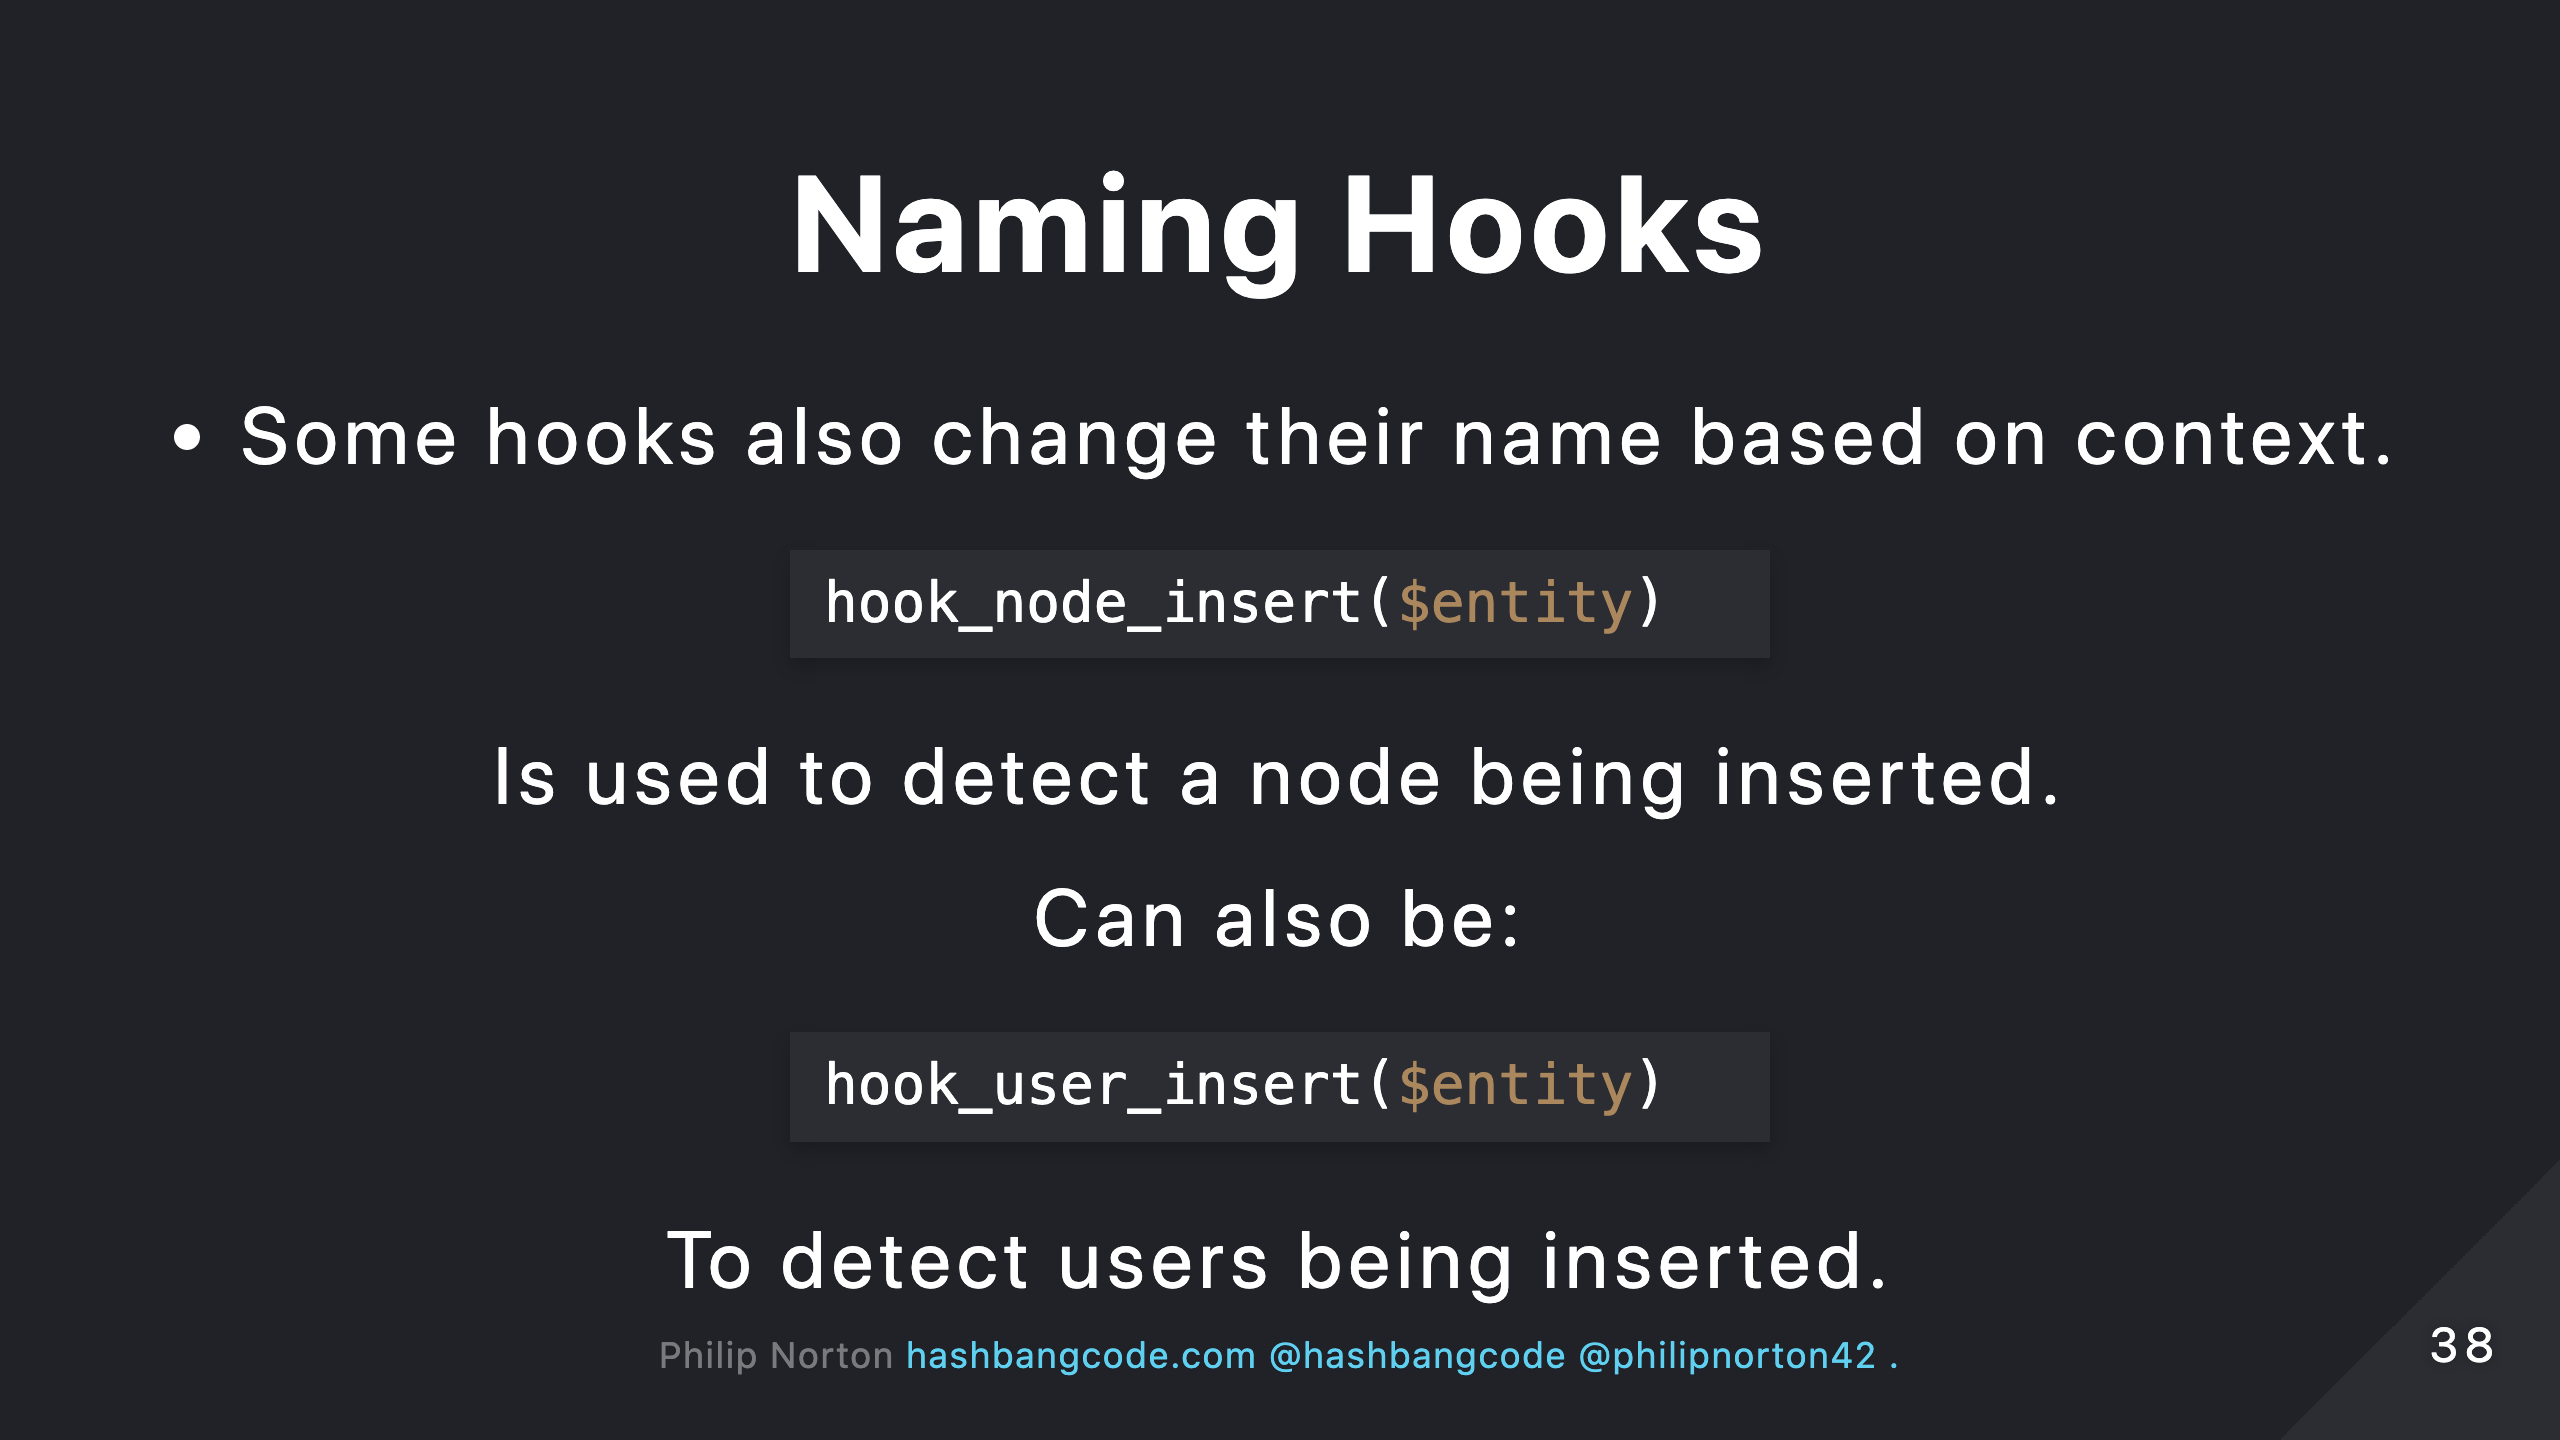 Naming Hooks
• Some hooks also change their name based on context.
hook_node_insert($entity)
Is used to detect a node being inserted.
Can also be:
hook_user_insert($entity)
To detect users being inserted.
Philip Norton hashbangcode.com @hashbangcode @philipnorton42 .
38